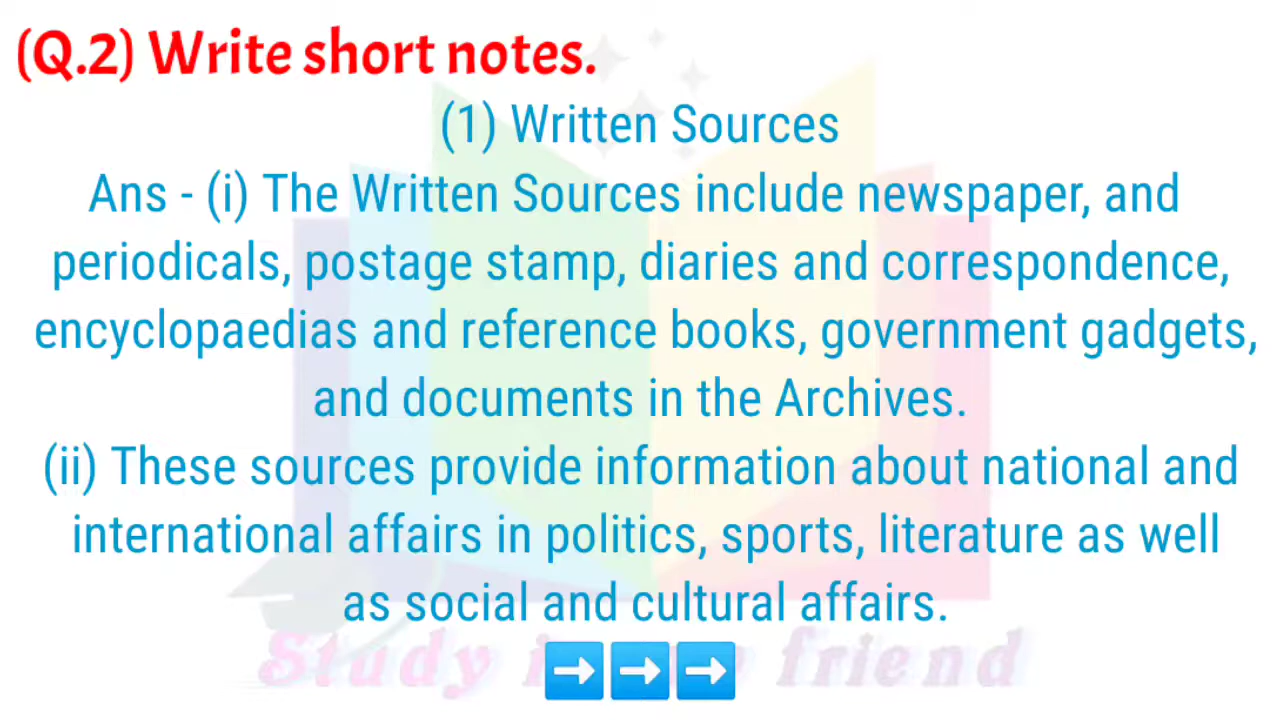 (Q.2) Write short notes.
(1) Written Sources
Ans - (i) The Written Sources include newspaper, and
periodicals, postage stamp, diaries and correspondence,
encyclopaedias and reference books, government gadgets,
and documents in the Archives.
(ii) These sources provide information about national and
international affairs in politics, sports, literature as well
as social and cultural affairs.
Study friend